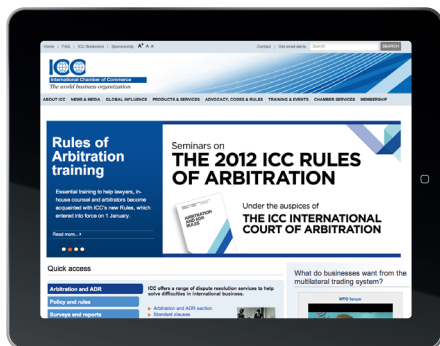 Home | FAQ | ICC Bookstore | Sponsorship A+ A A
Contact | Get email alerts Search SEARCH
ICC
International Chamber of Commerce
The world business organization
ABOUT ICC NEWS & MEDIA GLOBAL INFLUENCE PRODUCTS & SERVICES ADVOCACY, CODES & RULES TRAINING & EVENTS CHAMBER SERVICES MEMBERSHIP
Rules of
Arbitration
training
Essential training to help lawyers, in-
house counsel and arbitrators become
acquainted with ICC's new Rules, which
entered into force on 1 January.
Read more...
Seminars on
THE 2012 ICC RULES
OF ARBITRATION
ARBITRATION
AND ADR
RULES
Under the auspices of
THE ICC INTERNATIONAL
COURT OF ARBITRATION
Quick access
Arbitration and ADR
Policy and rules
Surveys and reports
ICC offers a range of dispute resolution services to help
solve difficulties in international business.
Arbitration and ADR section
Standard clauses
What do businesses want from the
multilateral trading system?
WTO forum